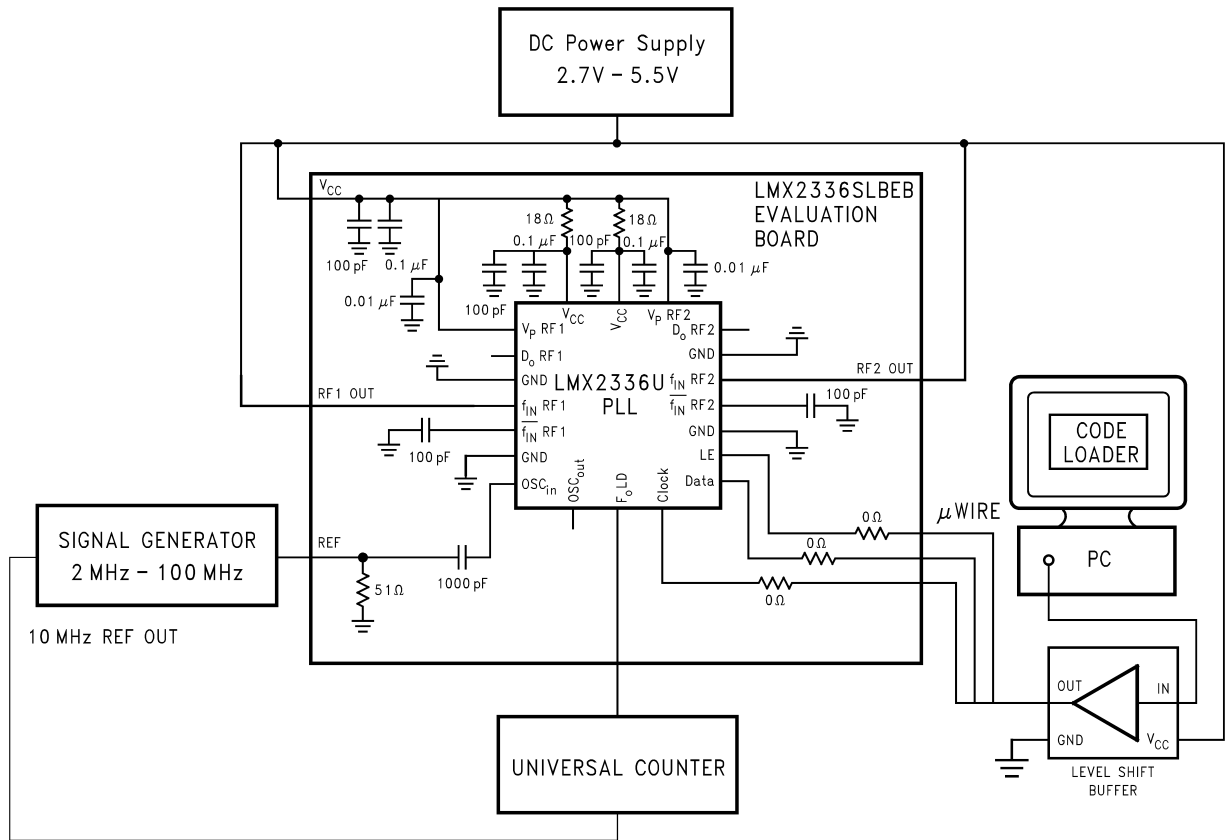 DC Power Supply
2.7V – 5.5V
V_CC
LMX2336SLBEB
EVALUATION
BOARD
18Ω
18Ω
0.1 μF
100 pF
0.1 μF
100 pF
0.1 μF
0.01 μF
0.01 μF
100 pF
V_CC
V_CC
V_P RF2
V_P RF1
D_o RF2
D_o RF1
GND
GND
LMX2336U
PLL
f_IN RF2
RF2 OUT
RF1 OUT
f_IN RF1
f̅_IN RF2
100 pF
f̅_IN RF1
100 pF
GND
GND
LE
OSC_in
Data
OSC_out
F_oLD
Clock
CODE
LOADER
μWIRE
0Ω
0Ω
0Ω
PC
SIGNAL GENERATOR
2 MHz – 100 MHz
REF
51Ω
1000 pF
10 MHz REF OUT
OUT
IN
GND
V_CC
LEVEL SHIFT
BUFFER
UNIVERSAL COUNTER